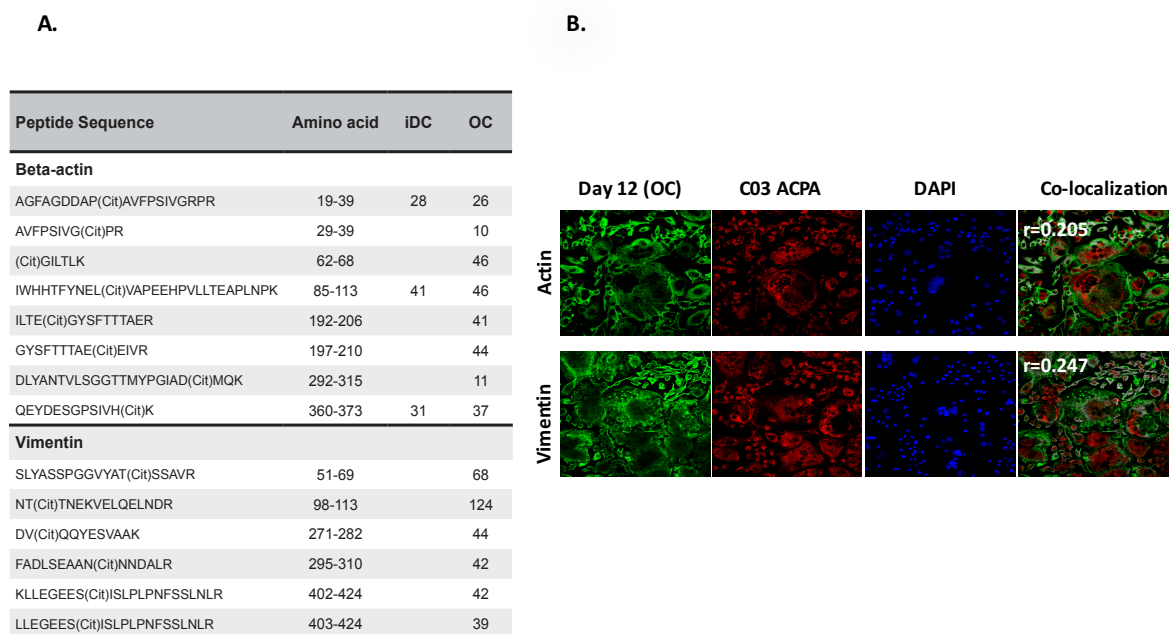 A.
B.
Peptide Sequence Amino acid iDC OC
Beta-actin
AGFAGDDAP(Cit)AVFPSIVGRPR 19-39 28 26
AVFPSIVG(Cit)PR 29-39 10
(Cit)GILTLK 62-68 46
IWHHTFYNEL(Cit)VAPEEHPVLLTEAPLNPK 85-113 41 46
ILTE(Cit)GYSFTTTAER 192-206 41
GYSFTTTAE(Cit)EIVR 197-210 44
DLYANTVLSGGTTMYPGIAD(Cit)MQK 292-315 11
QEYDESGPSIVH(Cit)K 360-373 31 37
Vimentin
SLYASSPGGVYAT(Cit)SSAVR 51-69 68
NT(Cit)TNEKVELQELNDR 98-113 124
DV(Cit)QQYESVAAK 271-282 44
FADLSEAAN(Cit)NNDALR 295-310 42
KLLEGEES(Cit)ISLPLPNFSSLNLR 402-424 42
LLEGEES(Cit)ISLPLPNFSSLNLR 403-424 39
Day 12 (OC) C03 ACPA DAPI Co-localization
Actin
r=0.205
Vimentin
r=0.247